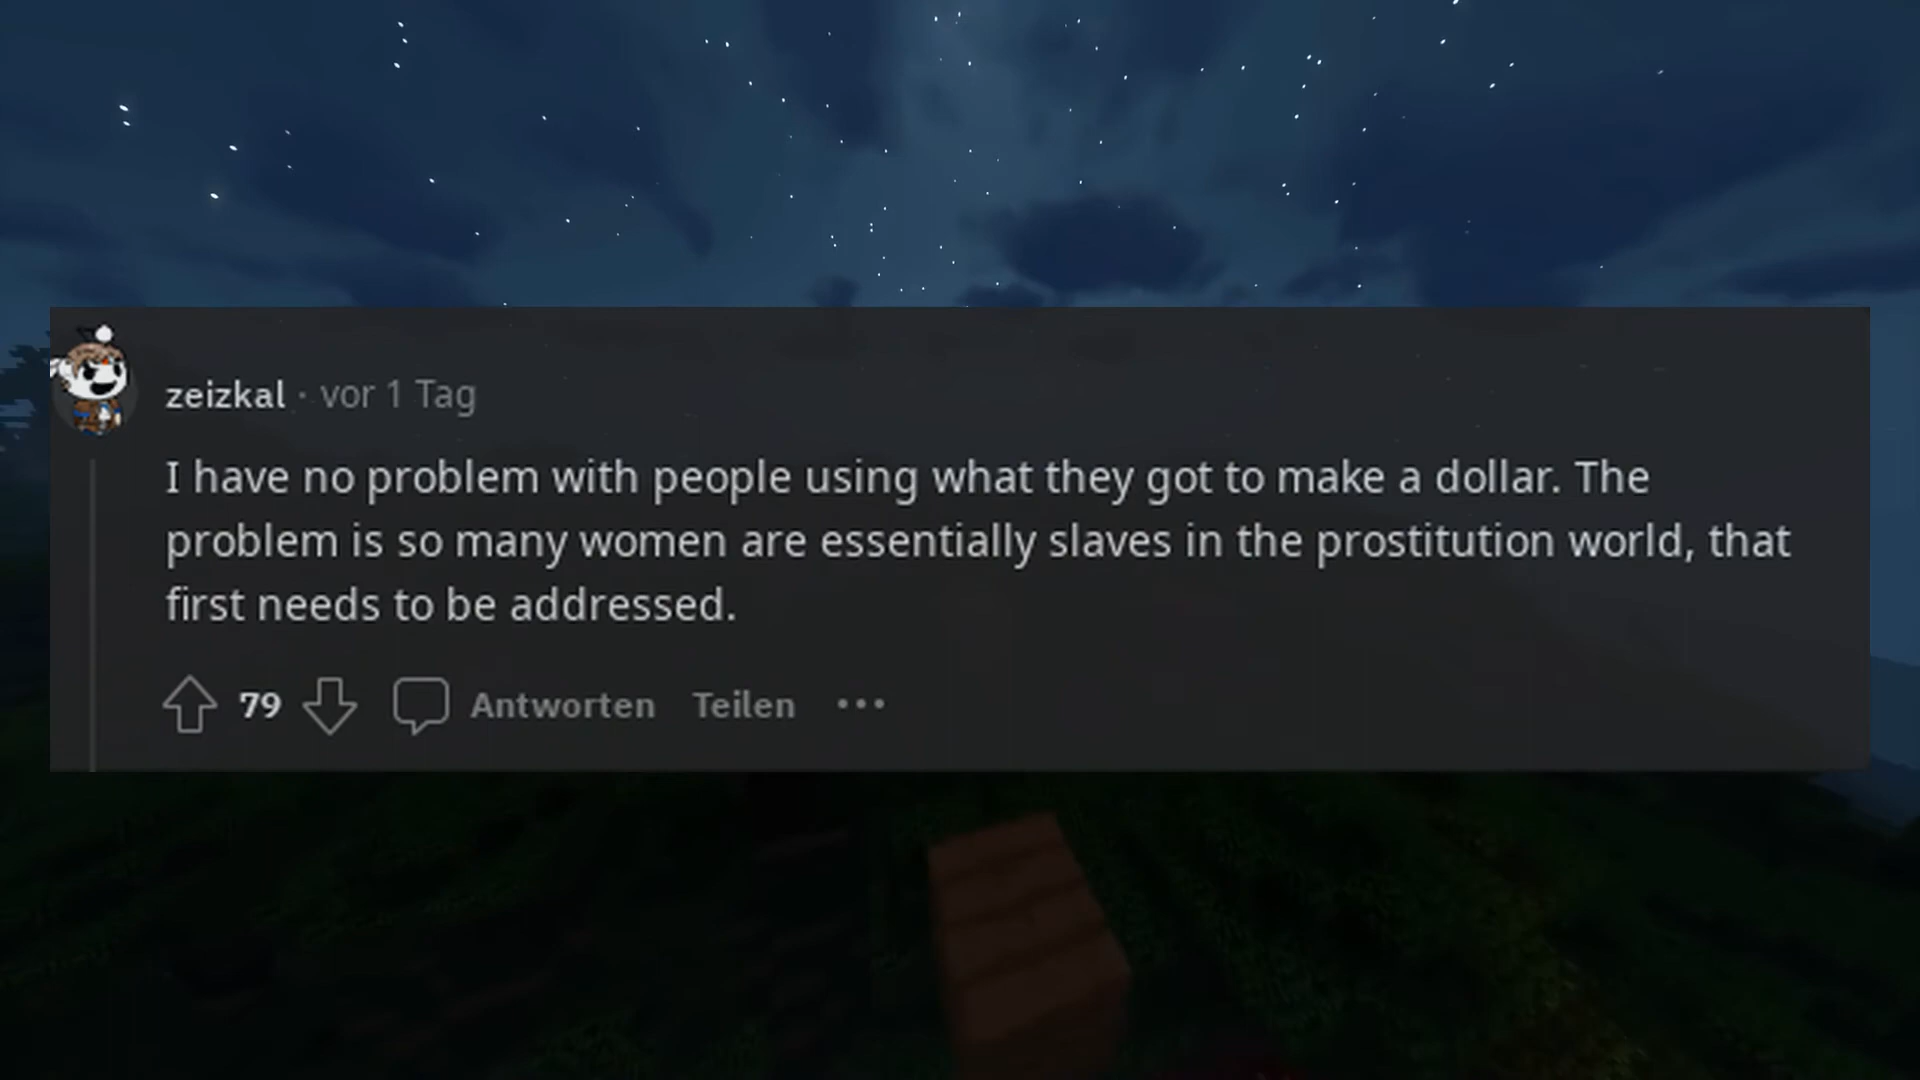 zeizkal · vor 1 Tag
I have no problem with people using what they got to make a dollar. The
problem is so many women are essentially slaves in the prostitution world, that
first needs to be addressed.
79 Antworten Teilen •••